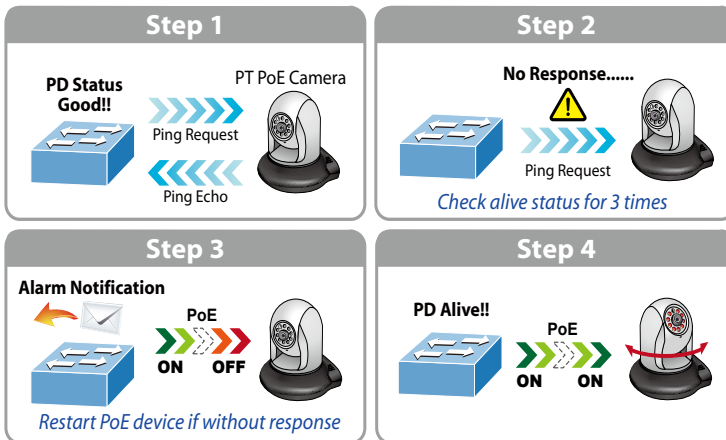 Step 1
PD Status
Good!!
PT PoE Camera
Ping Request
Ping Echo
Step 2
No Response......
Ping Request
Check alive status for 3 times
Step 3
Alarm Notification
PoE
ON OFF
Restart PoE device if without response
Step 4
PD Alive!!
PoE
ON ON